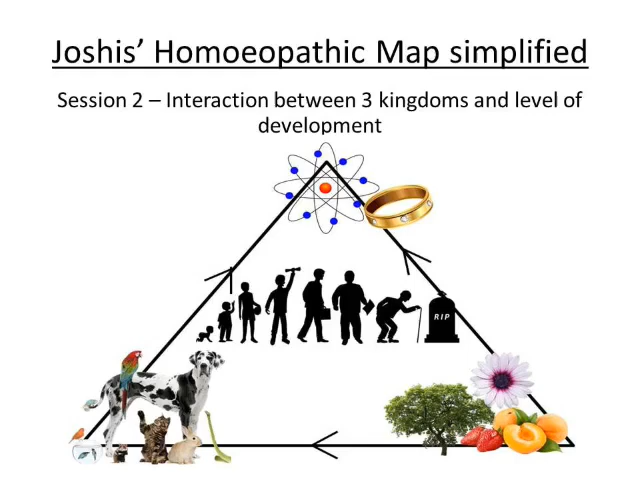 Joshis’ Homoeopathic Map simplified
Session 2 – Interaction between 3 kingdoms and level of
development
RIP